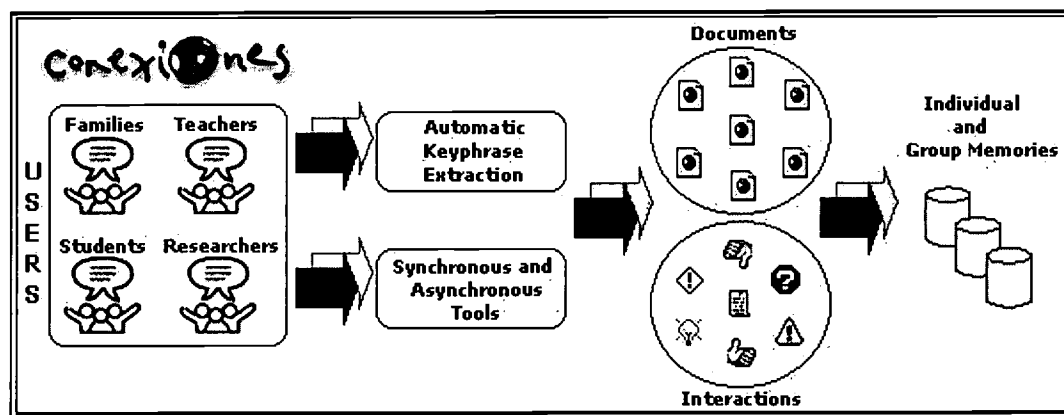 Conexiones
USERS
Families
Teachers
Students
Researchers
Automatic
Keyphrase
Extraction
Synchronous and
Asynchronous
Tools
Documents
Interactions
Individual
and
Group Memories